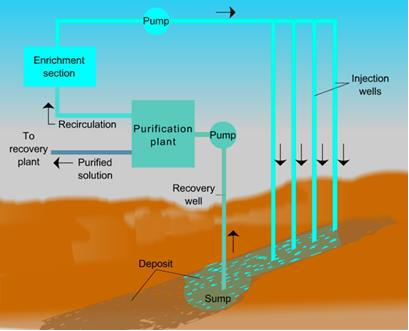 Pump
Enrichment
section
Injection
wells
Recirculation
Purification
plant
Pump
To
recovery
plant
Purified
solution
Recovery
well
Deposit
Sump